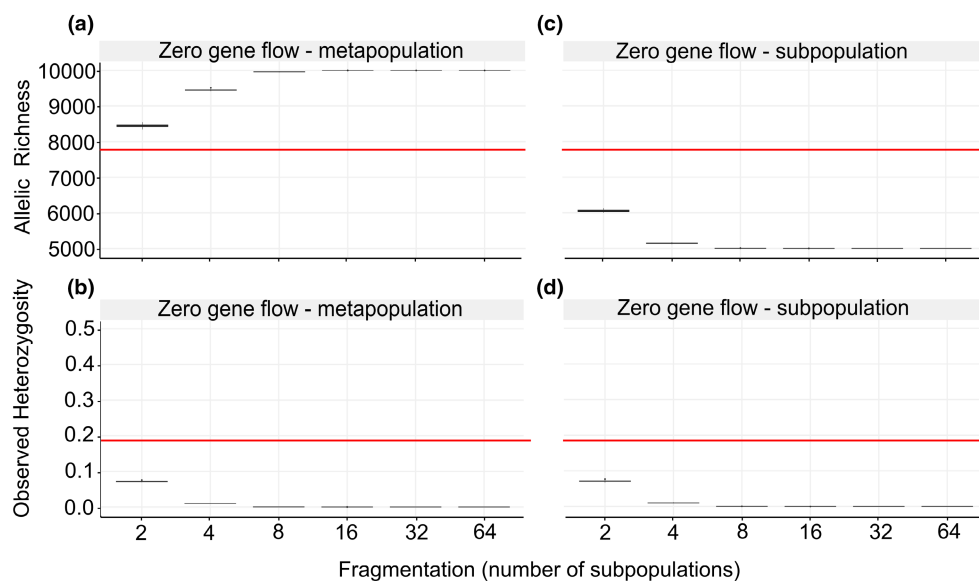 (a)
Zero gene flow - metapopulation
(c)
Zero gene flow - subpopulation
Allelic Richness
10000
9000
8000
7000
6000
5000
(b)
Zero gene flow - metapopulation
(d)
Zero gene flow - subpopulation
Observed Heterozygosity
0.5
0.4
0.3
0.2
0.1
0.0
2 4 8 16 32 64
2 4 8 16 32 64
Fragmentation (number of subpopulations)